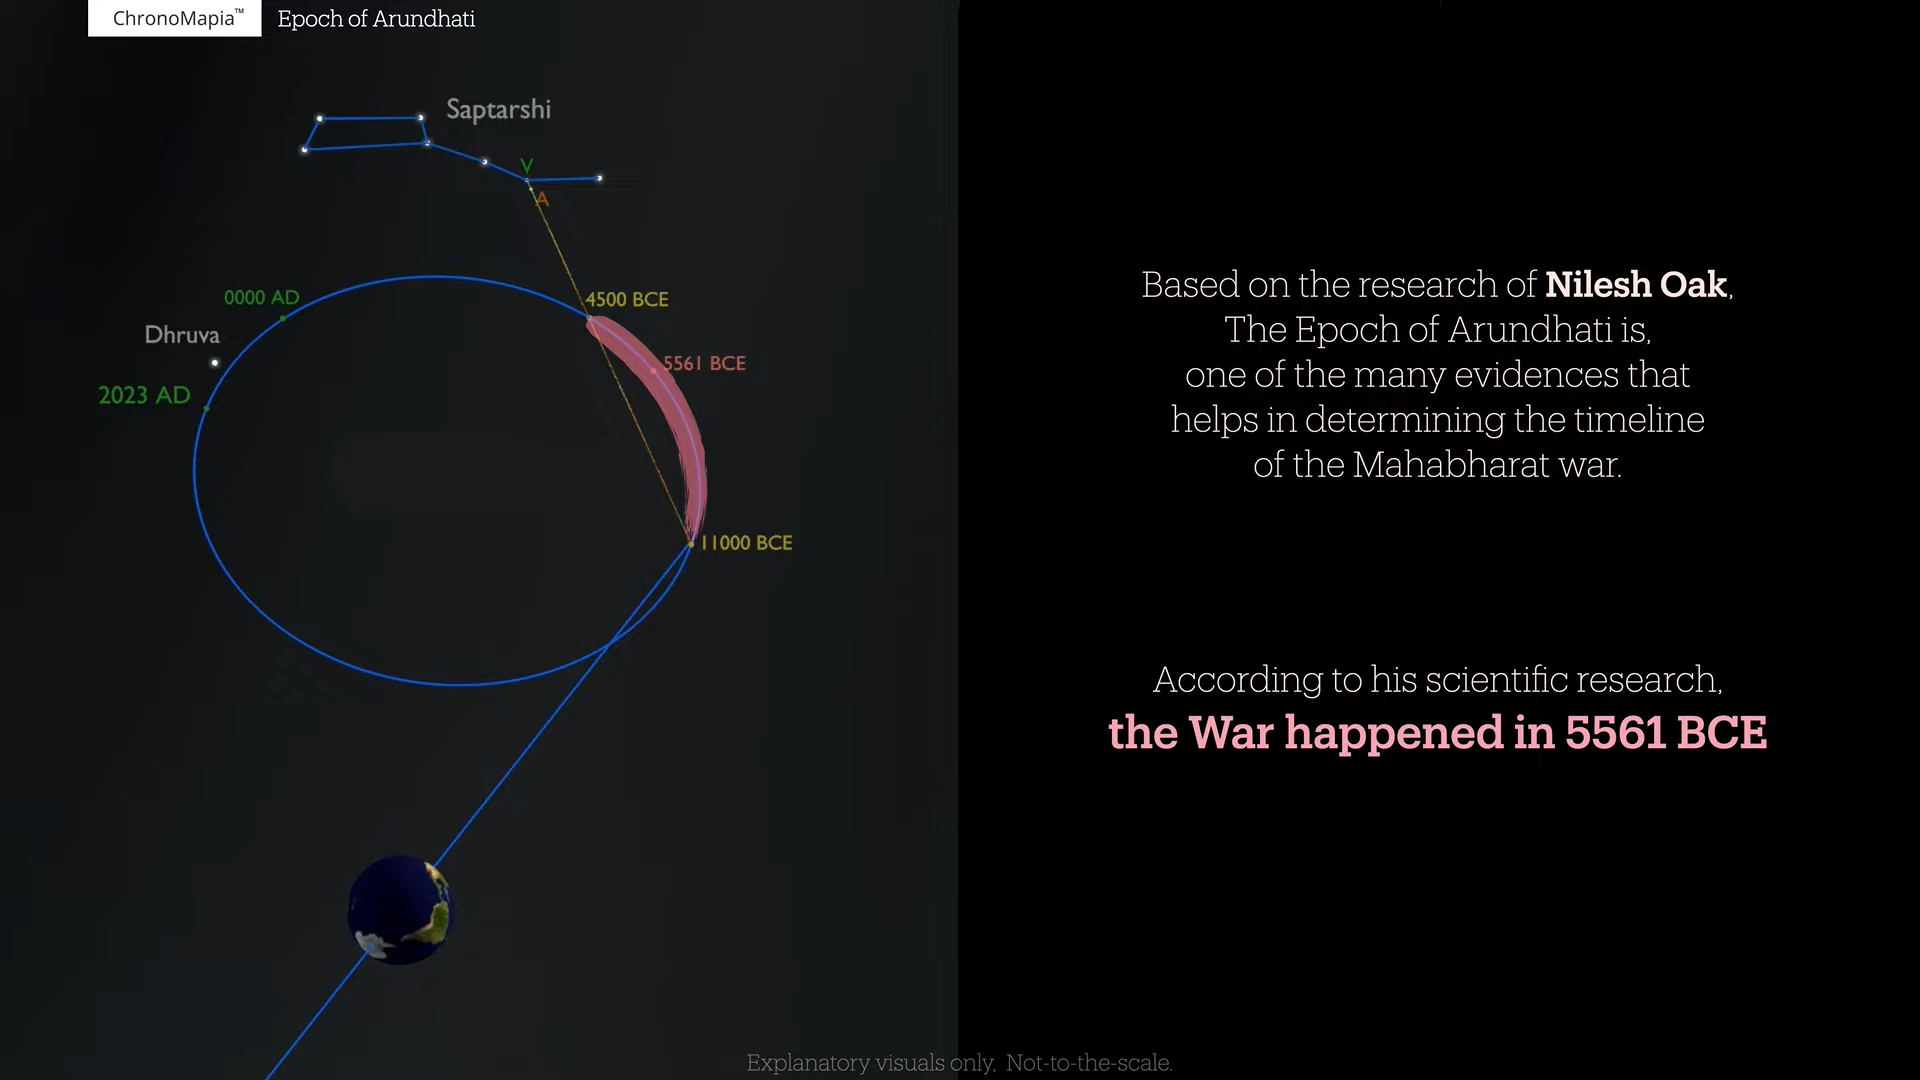 ChronoMapia™ Epoch of Arundhati
Saptarshi
V
A
0000 AD
4500 BCE
Dhruva
5561 BCE
2023 AD
11000 BCE
Based on the research of Nilesh Oak,
The Epoch of Arundhati is,
one of the many evidences that
helps in determining the timeline
of the Mahabharat war.
According to his scientific research,
the War happened in 5561 BCE
Explanatory visuals only, Not-to-the-scale.